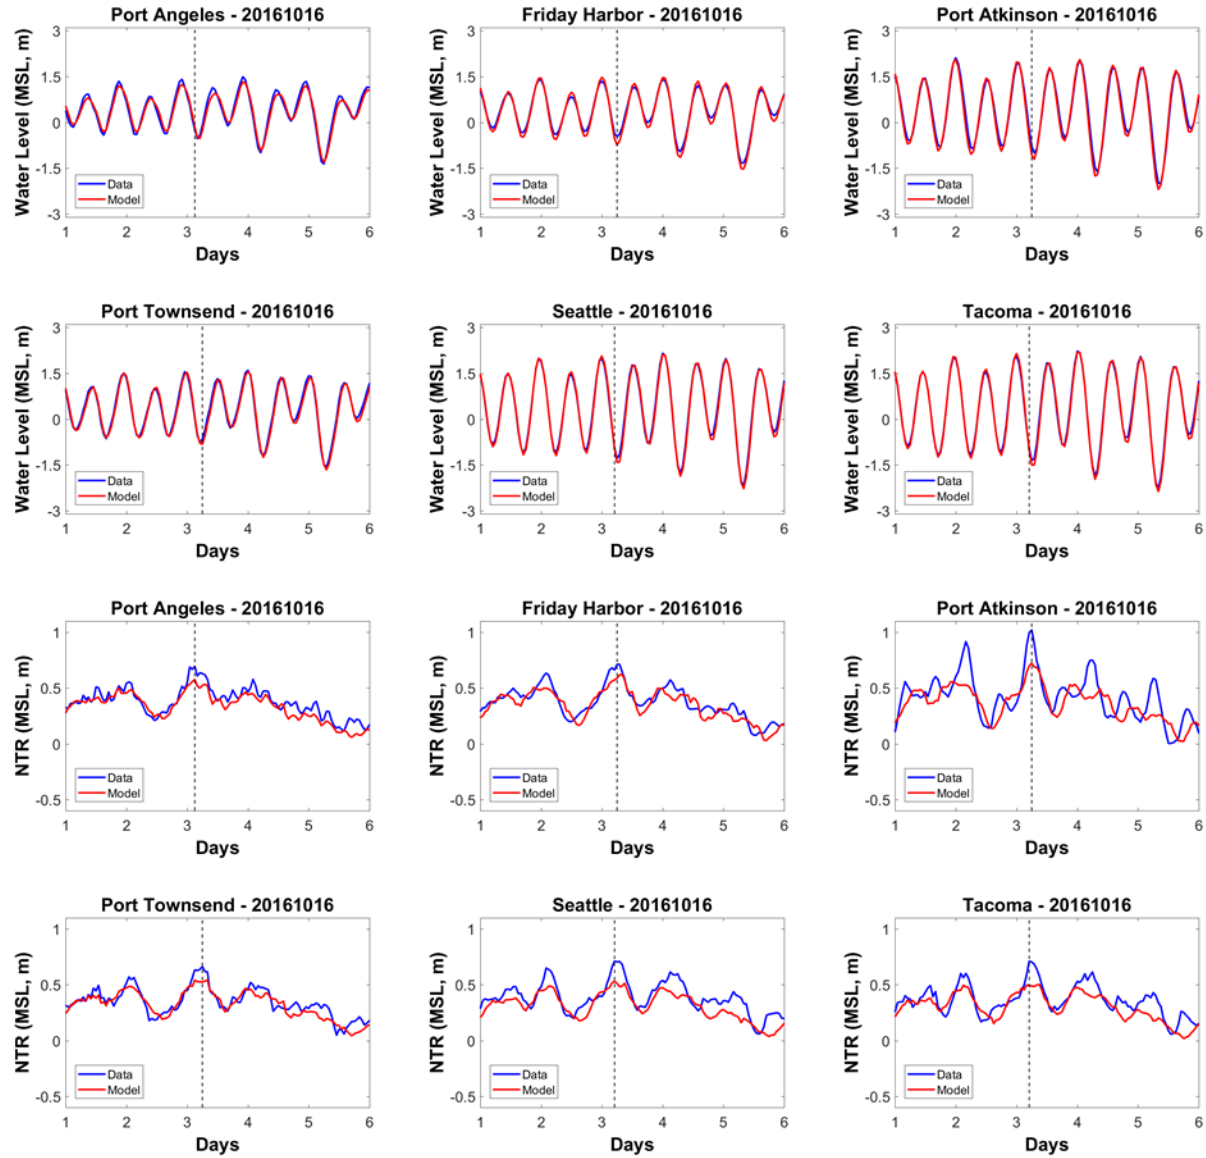 Port Angeles - 20161016
Water Level (MSL, m)
3
1.5
0
-1.5
-3
Data
Model
1 2 3 4 5 6
Days
Friday Harbor - 20161016
Water Level (MSL, m)
3
1.5
0
-1.5
-3
Data
Model
1 2 3 4 5 6
Days
Port Atkinson - 20161016
Water Level (MSL, m)
3
1.5
0
-1.5
-3
Data
Model
1 2 3 4 5 6
Days
Port Townsend - 20161016
Water Level (MSL, m)
3
1.5
0
-1.5
-3
Data
Model
1 2 3 4 5 6
Days
Seattle - 20161016
Water Level (MSL, m)
3
1.5
0
-1.5
-3
Data
Model
1 2 3 4 5 6
Days
Tacoma - 20161016
Water Level (MSL, m)
3
1.5
0
-1.5
-3
Data
Model
1 2 3 4 5 6
Days
Port Angeles - 20161016
NTR (MSL, m)
1
0.5
0
-0.5
Data
Model
1 2 3 4 5 6
Days
Friday Harbor - 20161016
NTR (MSL, m)
1
0.5
0
-0.5
Data
Model
1 2 3 4 5 6
Days
Port Atkinson - 20161016
NTR (MSL, m)
1
0.5
0
-0.5
Data
Model
1 2 3 4 5 6
Days
Port Townsend - 20161016
NTR (MSL, m)
1
0.5
0
-0.5
Data
Model
1 2 3 4 5 6
Days
Seattle - 20161016
NTR (MSL, m)
1
0.5
0
-0.5
Data
Model
1 2 3 4 5 6
Days
Tacoma - 20161016
NTR (MSL, m)
1
0.5
0
-0.5
Data
Model
1 2 3 4 5 6
Days